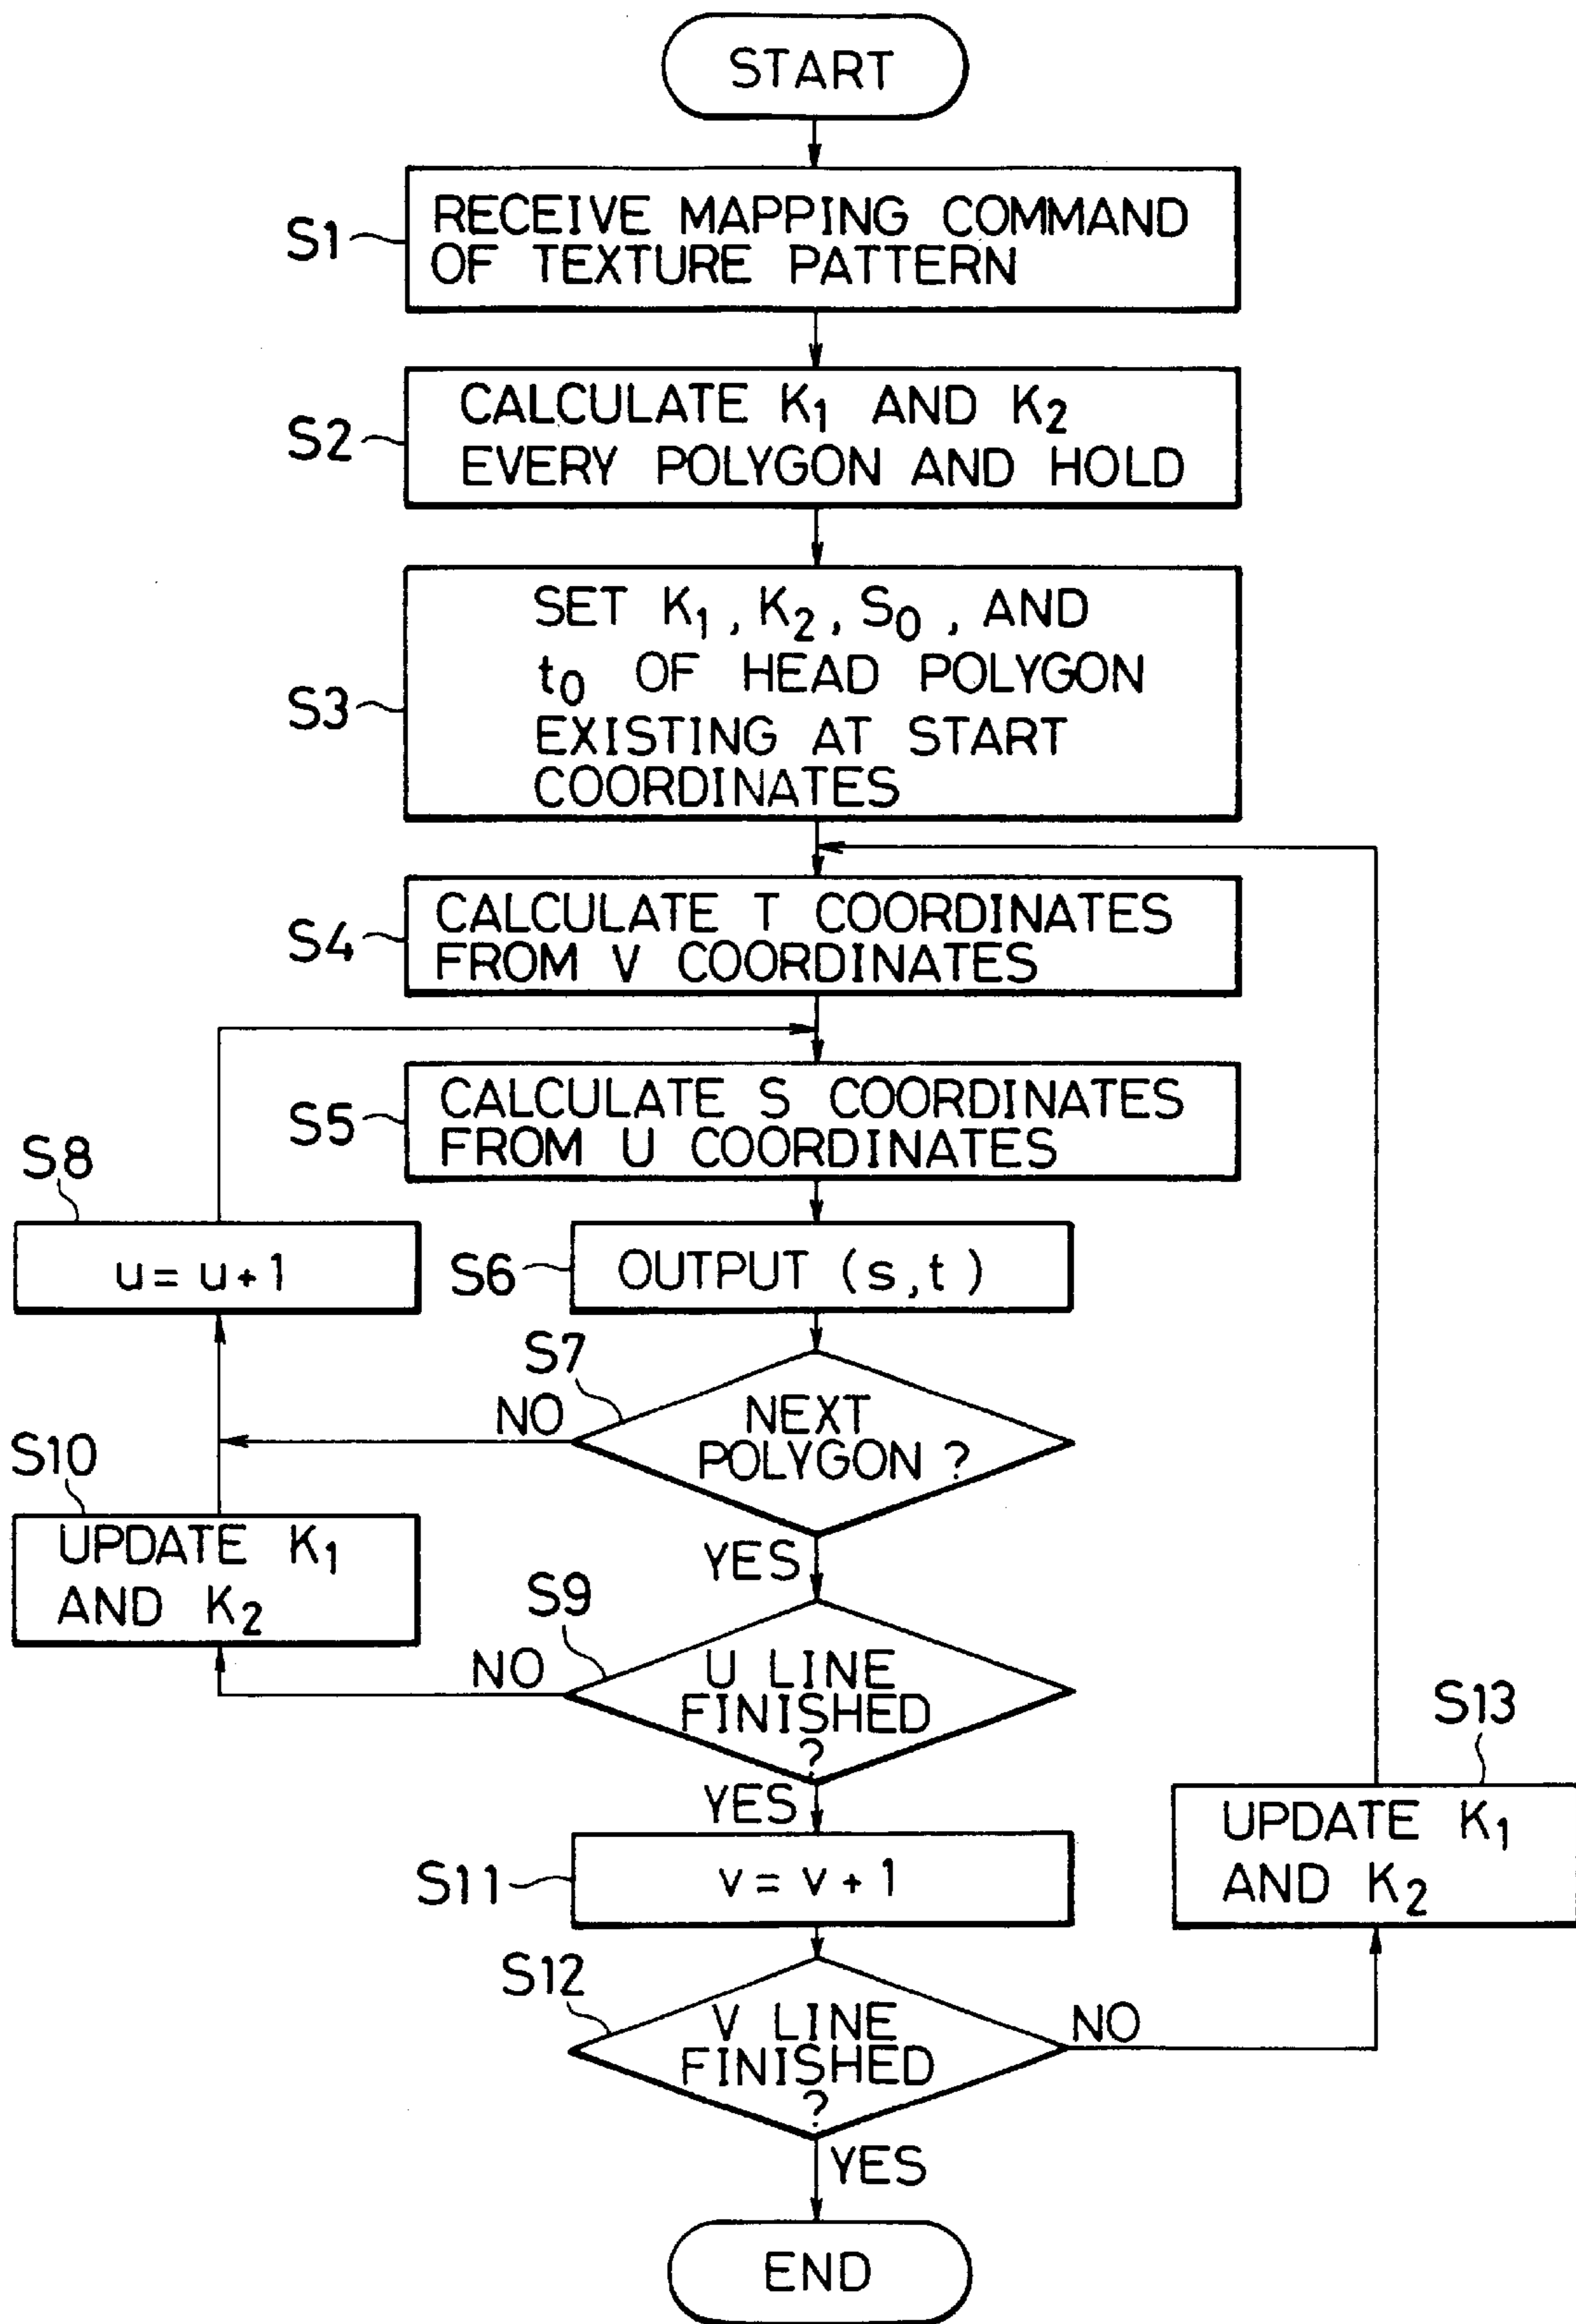 START
S1
RECEIVE MAPPING COMMAND
OF TEXTURE PATTERN
S2
CALCULATE K1 AND K2
EVERY POLYGON AND HOLD
S3
SET K1, K2, S0, AND
t0 OF HEAD POLYGON
EXISTING AT START
COORDINATES
S4
CALCULATE T COORDINATES
FROM V COORDINATES
S5
CALCULATE S COORDINATES
FROM U COORDINATES
S8
u = u + 1
S6
OUTPUT (s,t)
S7
NEXT
POLYGON ?
NO
YES
S10
UPDATE K1
AND K2
S9
U LINE
FINISHED
?
NO
YES
S11
v = v + 1
S13
UPDATE K1
AND K2
S12
V LINE
FINISHED
?
NO
YES
END